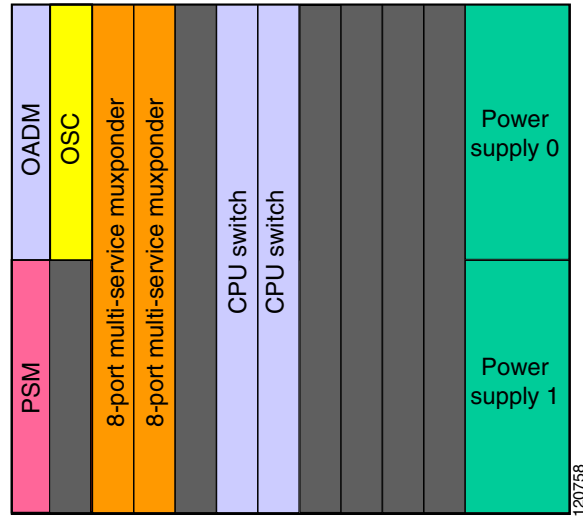 OADM
OSC
PSM
8-port multi-service muxponder
8-port multi-service muxponder
CPU switch
CPU switch
Power
supply 0
Power
supply 1
120758